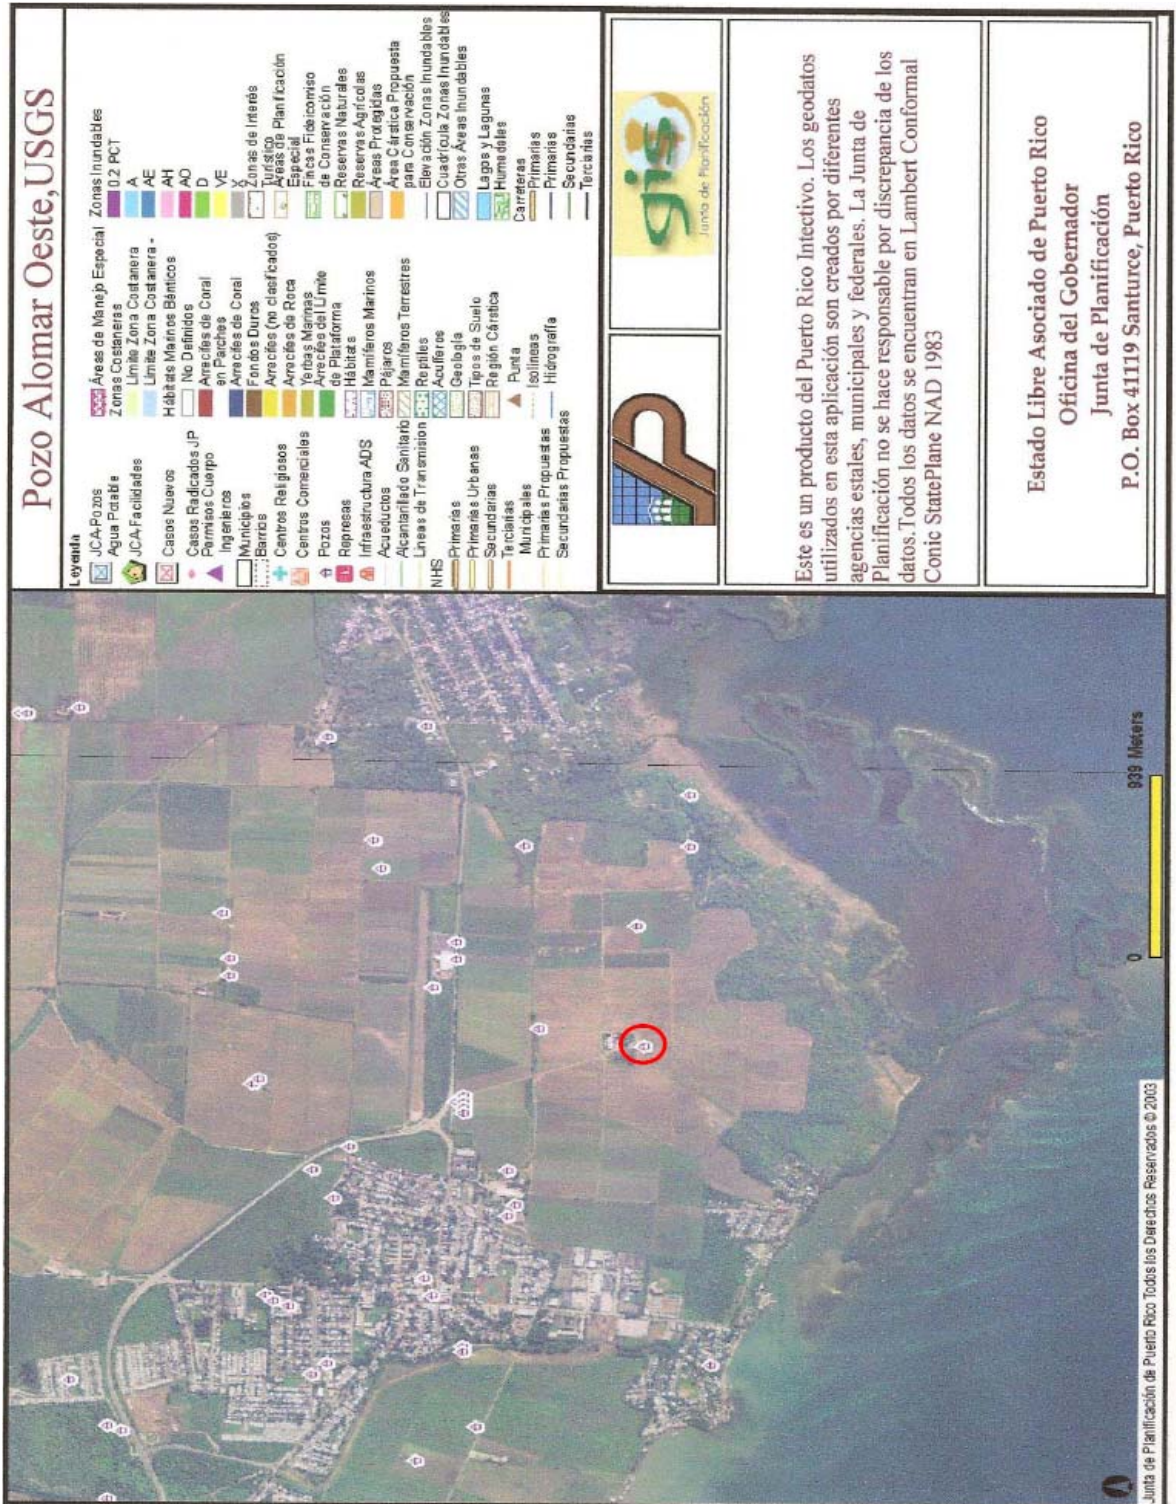 Pozo Alomar Oeste,USGS
Leyenda
JCA-Pozos
Agua Potable
JCA-Facilidades
Casos Nuevos
Casos Radicados JP
Permisos Cuerpo
Ingenieros
Municipios
Barrios
Centros Religiosos
Centros Comerciales
Pozos
Represas
Infraestructura ADS
Acueductos
Alcantarillado Sanitario
Lineas de Transmision
NHS
Primarias
Primarias Urbanas
Secundarias
Terciarias
Municipales
Primarias Propuestas
Secundarias Propuestas
Áreas de Manejo Especial
Zonas Costaneras
Límite Zona Costanera
Límite Zona Costanera -
Hábitats Marinos Bénticos
No Definidos
Arrecifes de Coral
en Parches
Arrecifes de Coral
Fondos Duros
Arrecifes (no clasificados)
Arrecifes de Roca
Yerbas Marinas
Arrecifes del Límite
de Plataforma
Hábitats
Mamíferos Marinos
Pájaros
Mamíferos Terrestres
Reptiles
Acuíferos
Geología
Tipos de Suelo
Región Cárstica
Punta
Isolíneas
Hidrografía
Zonas Inundables
0.2 PCT
A
AE
AH
AO
D
VE
X
Zonas de Interés
Turístico
Áreas de Planificación
Especial
Fincas Fideicomiso
de Conservación
Reservas Naturales
Reservas Agrícolas
Áreas Protegidas
Área Cárstica Propuesta
para Conservación
Elevación Zonas Inundables
Cuadrícula Zonas Inundables
Otras Áreas Inundables
Lagos y Lagunas
Humedales
Carreteras
Primarias
Primarias
Secundarias
Terciarias
gis
Junta de Planificación
Este es un producto del Puerto Rico Intectivo. Los geodatos
utilizados en esta aplicación son creados por diferentes
agencias estales, municipales y federales. La Junta de
Planificación no se hace responsable por discrepancia de los
datos. Todos los datos se encuentran en Lambert Conformal
Conic StatePlane NAD 1983
Estado Libre Asociado de Puerto Rico
Oficina del Gobernador
Junta de Planificación
P.O. Box 41119 Santurce, Puerto Rico
0 939 Meters
Junta de Planificación de Puerto Rico Todos los Derechos Reservados © 2003